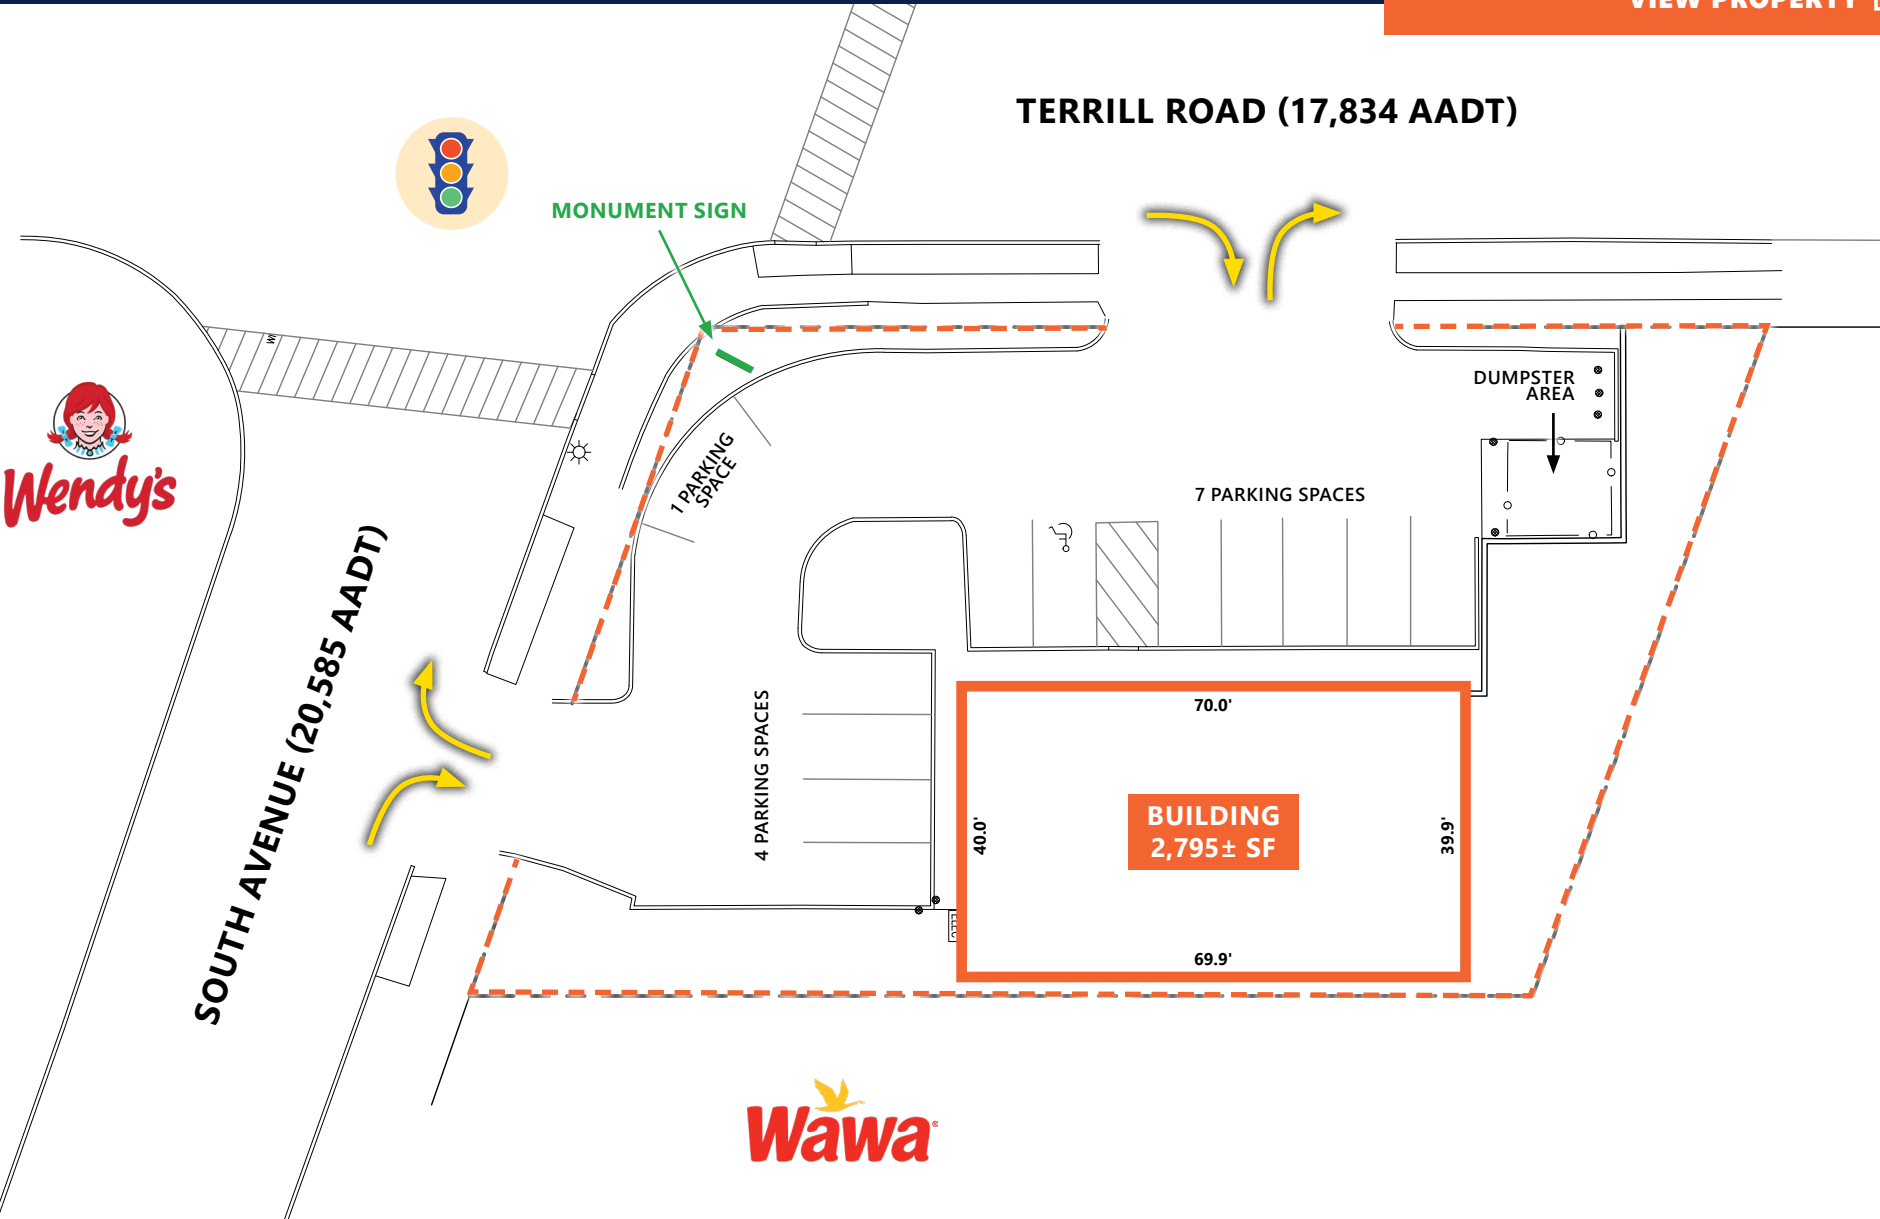 VIEW PROPERTY
TERRILL ROAD (17,834 AADT)
MONUMENT SIGN
DUMPSTER
AREA
Wendy's
1 PARKING
SPACE
7 PARKING SPACES
SOUTH AVENUE (20,585 AADT)
4 PARKING SPACES
70.0'
40.0'
BUILDING
2,795± SF
39.9'
69.9'
ELEC
Wawa®